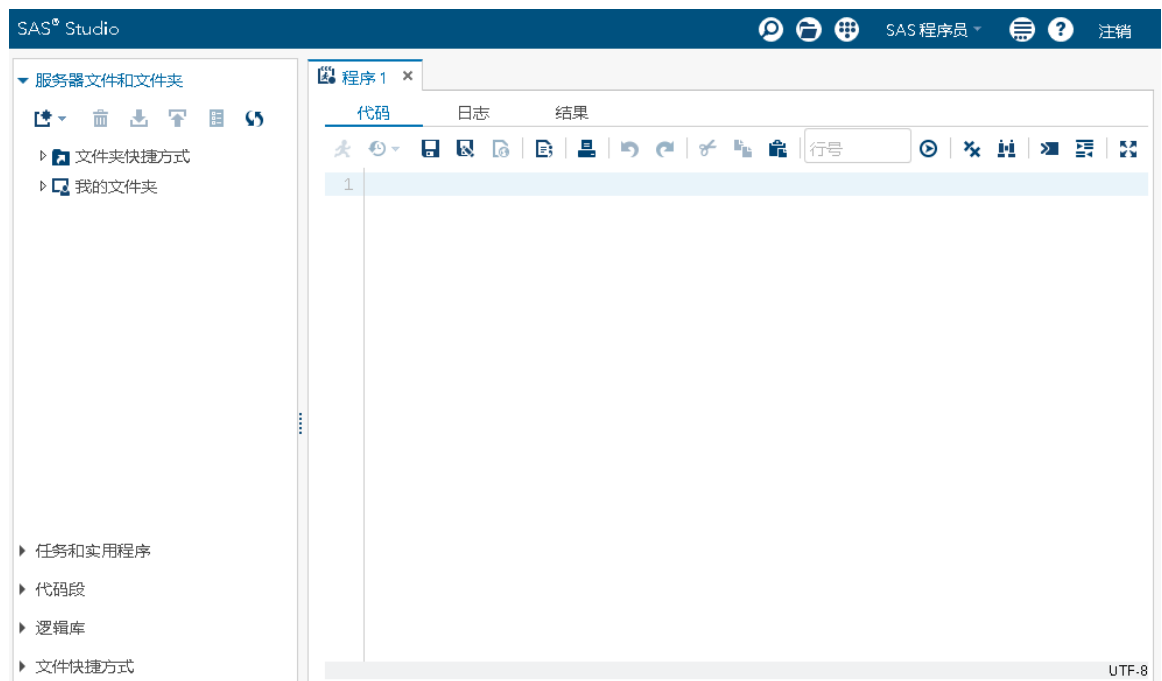 SAS® Studio
SAS 程序员
注销
服务器文件和文件夹
文件夹快捷方式
我的文件夹
任务和实用程序
代码段
逻辑库
文件快捷方式
程序 1
代码 日志 结果
行号
1
UTF-8